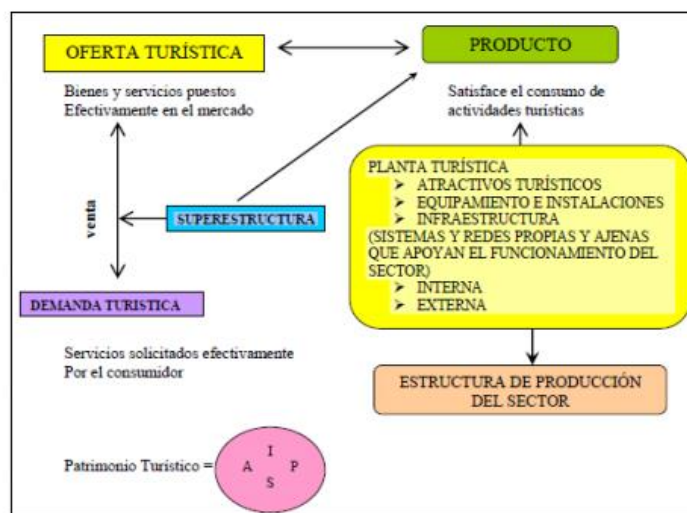 OFERTA TURÍSTICA
PRODUCTO
Bienes y servicios puestos
Efectivamente en el mercado
Satisface el consumo de
actividades turísticas
venta
SUPERESTRUCTURA
PLANTA TURÍSTICA
➤ ATRACTIVOS TURÍSTICOS
➤ EQUIPAMIENTO E INSTALACIONES
➤ INFRAESTRUCTURA
(SISTEMAS Y REDES PROPIAS Y AJENAS
QUE APOYAN EL FUNCIONAMIENTO DEL
SECTOR)
➤ INTERNA
➤ EXTERNA
DEMANDA TURISTICA
Servicios solicitados efectivamente
Por el consumidor
ESTRUCTURA DE PRODUCCIÓN
DEL SECTOR
Patrimonio Turístico =
I
A P
S